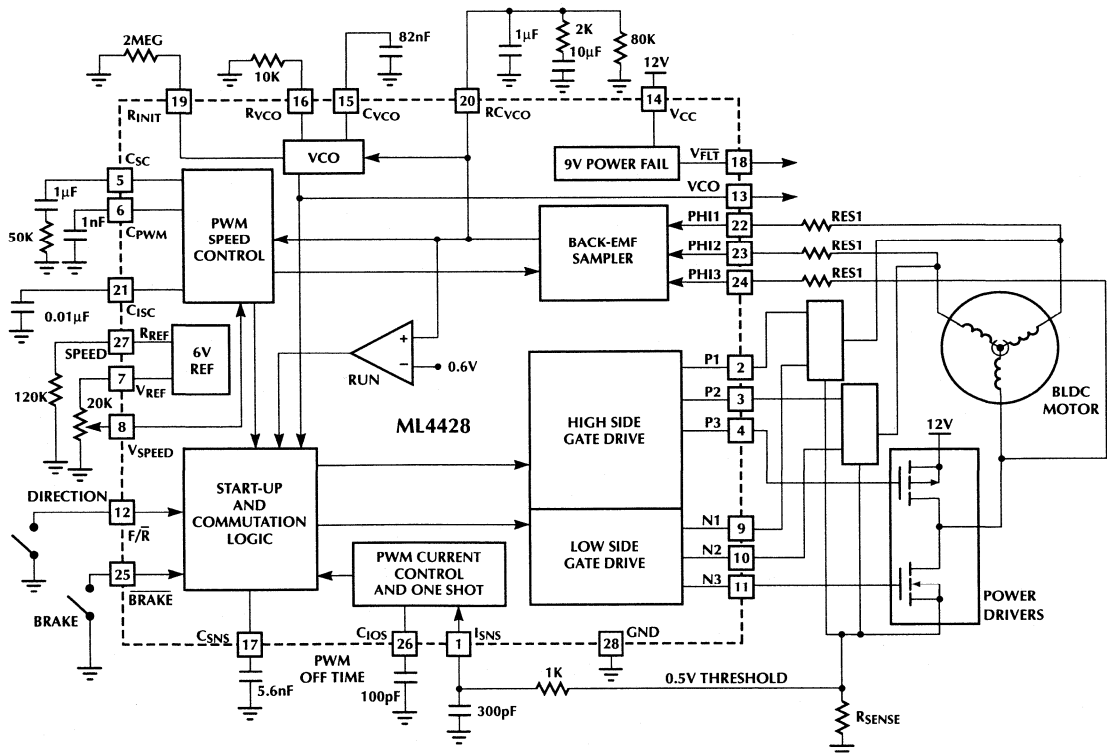 2MEG
10K
82nF
1µF
2K
10µF
80K
12V
19
16
15
20
14
RINIT
RVCO
CVCO
RCVCO
VCC
VCO
9V POWER FAIL
VFLT
18
VCO
13
CSC
5
1µF
6
1nF
50K
CPWM
PWM
SPEED
CONTROL
BACK-EMF
SAMPLER
PHI1
22
RES1
PHI2
23
RES1
PHI3
24
RES1
21
CISC
0.01µF
RREF
SPEED
27
6V
REF
120K
7
VREF
20K
8
VSPEED
+
−
0.6V
RUN
ML4428
HIGH SIDE
GATE DRIVE
P1
2
P2
3
P3
4
BLDC
MOTOR
12V
DIRECTION
12
F/R
START-UP
AND
COMMUTATION
LOGIC
25
BRAKE
BRAKE
PWM CURRENT
CONTROL
AND ONE SHOT
LOW SIDE
GATE DRIVE
N1
9
N2
10
N3
11
POWER
DRIVERS
CSNS
17
5.6nF
PWM
OFF TIME
CIOS
26
100pF
ISNS
1
300pF
GND
28
1K
0.5V THRESHOLD
RSENSE